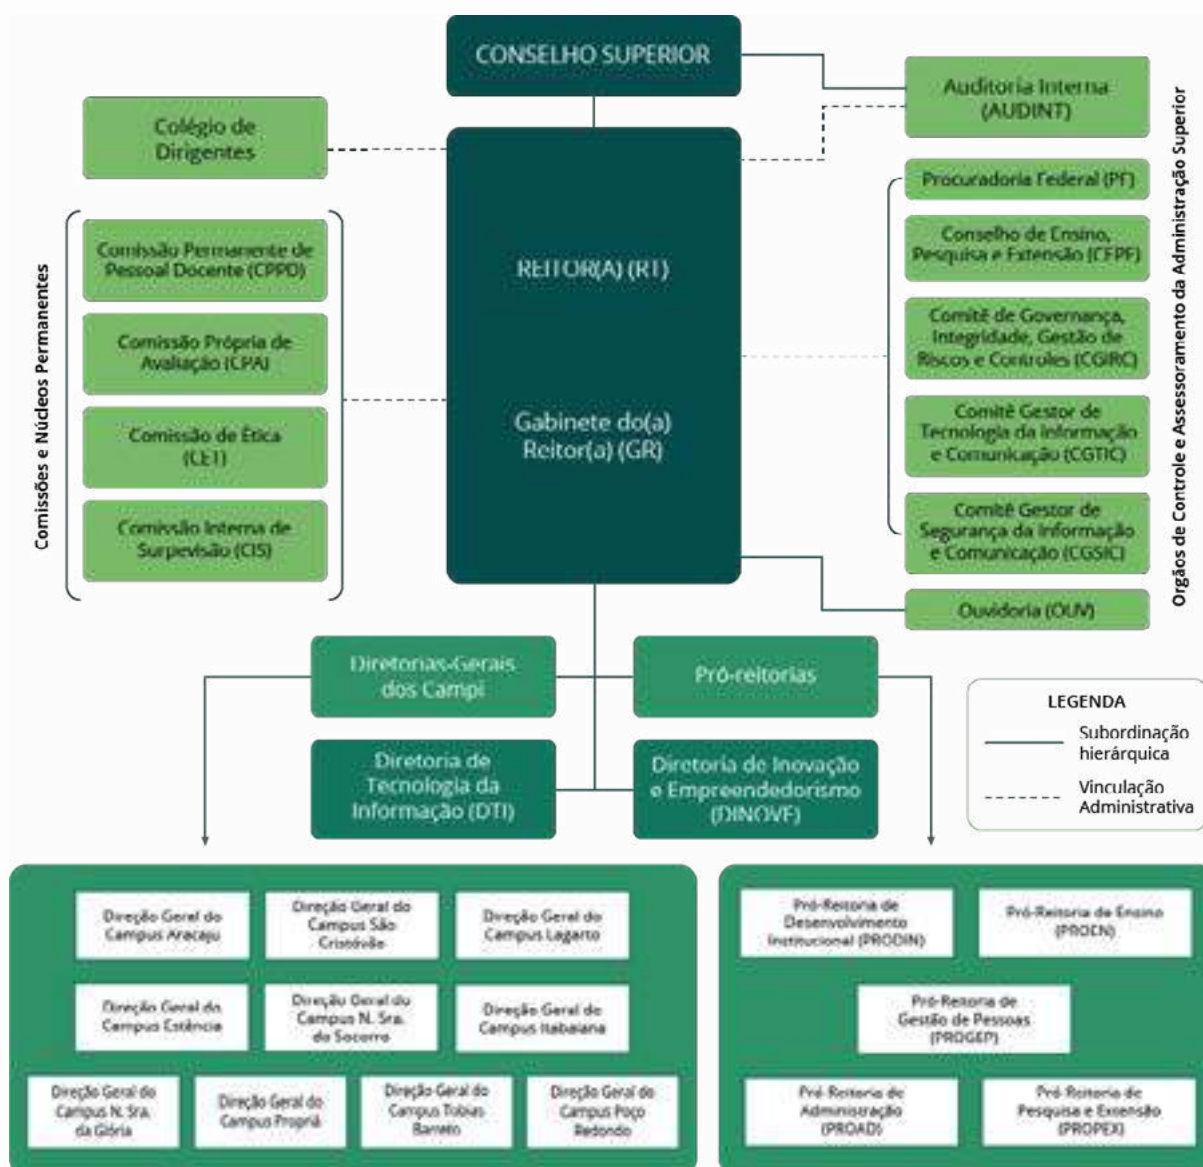 CONSELHO SUPERIOR
Auditoria Interna
(AUDINT)
Colégio de
Dirigentes
Procuradoria Federal (PF)
Comissão Permanente de
Pessoal Docente (CPPD)
Conselho de Ensino,
Pesquisa e Extensão
REITOR(A) (RT)
Comissão Própria de
Avaliação (CPA)
Comitê de Governança,
Integridade, Gestão de
Riscos e Controles (CGIRC)
Gabinete do(a)
Reitor(a) (GR)
Comissão de Ética
(CET)
Comitê Gestor de
Tecnologia da Informação
e Comunicação (CGTIC)
Comissão Interna de
Surpevisão (CIS)
Comitê Gestor de
Segurança da Informação
e Comunicação (CGSIC)
Ouvidoria (OUV)
Comissões e Núcleos Permanentes
Orgãos de Controle e Assessoramento da Administração Superior
Diretorias-Gerais
dos Campi
Pró-reitorias
Diretoria de
Tecnologia da
Informação (DTI)
Diretoria de Inovação
e Empreendedorismo
LEGENDA
Subordinação
hierárquica
Vinculação
Administrativa
Direção Geral do
Campus Aracaju
Direção Geral do
Campus São
Cristóvão
Direção Geral do
Campus Lagarto
Direção Geral do
Campus Estância
Direção Geral do
Campus N. Sra.
do Socorro
Direção Geral do
Campus Itabaiana
Direção Geral do
Campus N. Sra.
da Glória
Direção Geral do
Campus Propriá
Direção Geral do
Campus Tobias
Barreto
Direção Geral do
Campus Poço
Redondo
Pró-Reitoria de
Desenvolvimento
Institucional (PRODIN)
Pró-Reitoria de Ensino
(PROEN)
Pró-Reitoria de
Gestão de Pessoas
(PROGEP)
Pró-Reitoria de
Administração
(PROAD)
Pró-Reitoria de
Pesquisa e Extensão
(PROPEX)